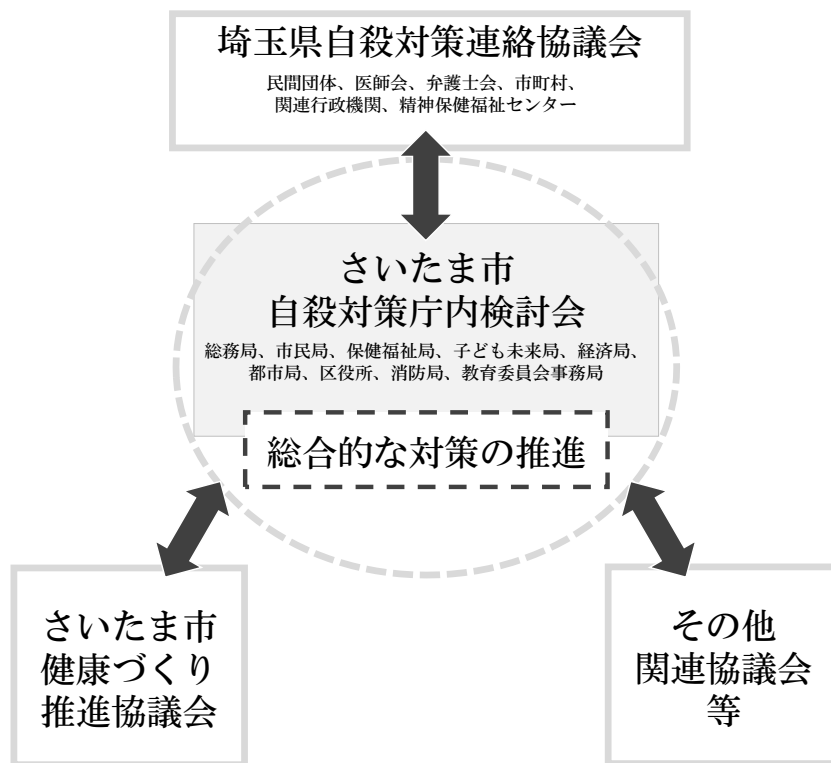 埼玉県自殺対策連絡協議会
民間団体、医師会、弁護士会、市町村、
関連行政機関、精神保健福祉センター
さいたま市
自殺対策庁内検討会
総務局、市民局、保健福祉局、子ども未来局、経済局、
都市局、区役所、消防局、教育委員会事務局
総合的な対策の推進
さいたま市
健康づくり
推進協議会
その他
関連協議会
等